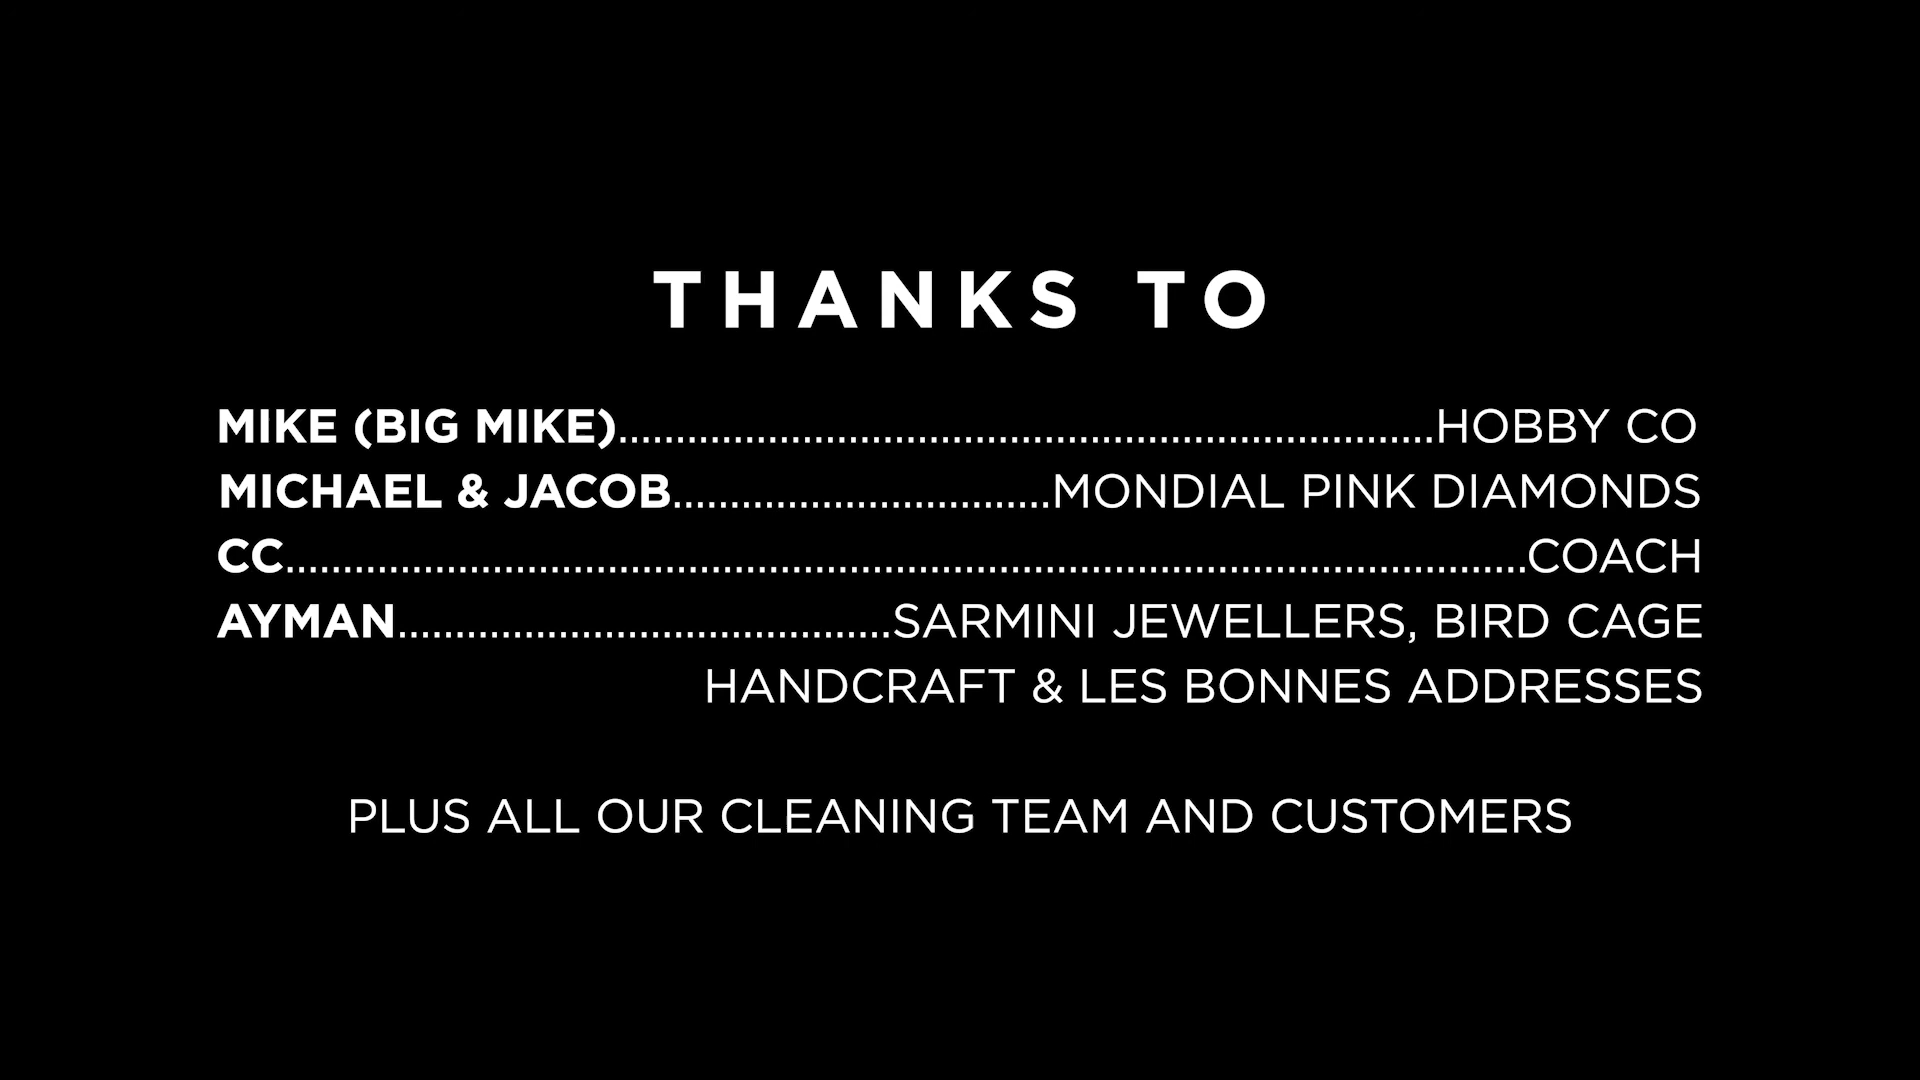 THANKS TO
MIKE (BIG MIKE).......................................................................HOBBY CO
MICHAEL & JACOB.................................MONDIAL PINK DIAMONDS
CC............................................................................................................COACH
AYMAN...........................................SARMINI JEWELLERS, BIRD CAGE
HANDCRAFT & LES BONNES ADDRESSES
PLUS ALL OUR CLEANING TEAM AND CUSTOMERS